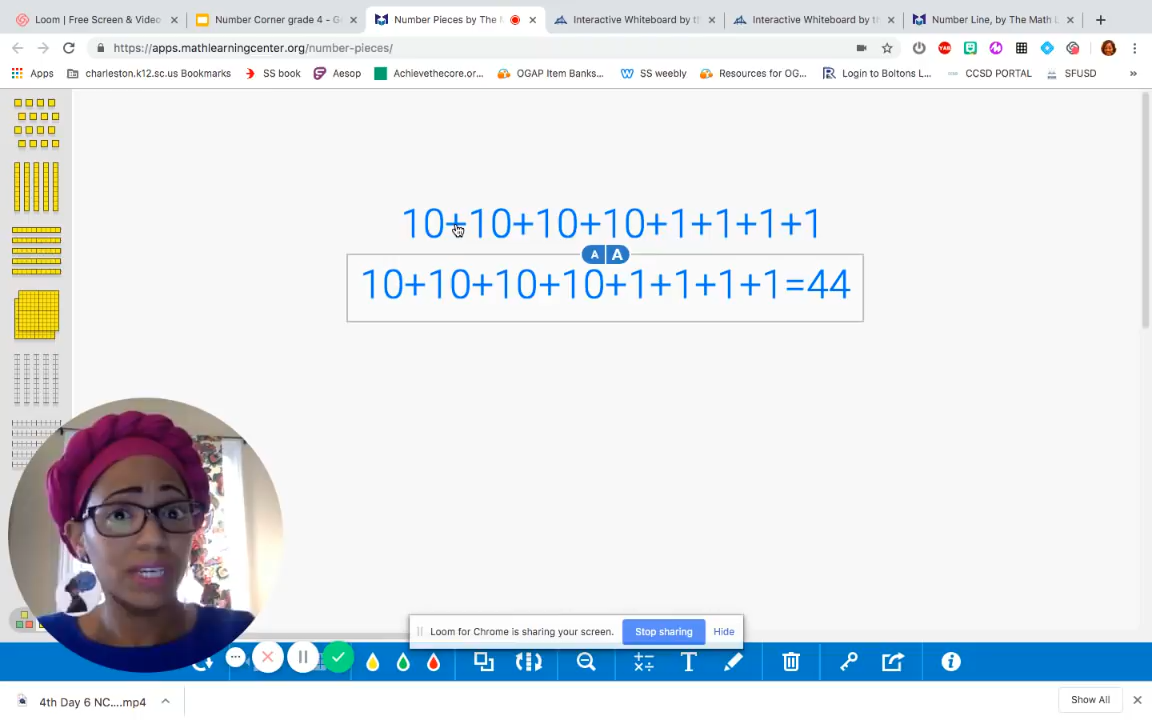 Loom | Free Screen & Video
Number Corner grade 4 - G
Number Pieces by The M
Interactive Whiteboard by th
Interactive Whiteboard by the
Number Line, by The Math L
https://apps.mathlearningcenter.org/number-pieces/
YAB
Apps
charleston.k12.sc.us Bookmarks
SS book
Aesop
Achievethecore.or...
OGAP Item Banks...
SS weebly
Resources for OG...
Login to Boltons L...
CCSD PORTAL
SFUSD
»
10+10+10+10+1+1+1+1
A A
10+10+10+10+1+1+1+1=44
Loom for Chrome is sharing your screen.
Stop sharing
Hide
T
4th Day 6 NC....mp4
Show All